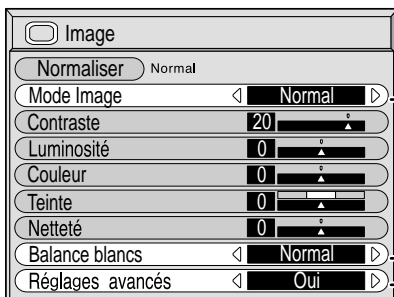 Image
Normaliser Normal
Mode Image Normal
Contraste 20
Luminosité 0
Couleur 0
Teinte 0
Netteté 0
Balance blancs Normal
Réglages avancés Oui